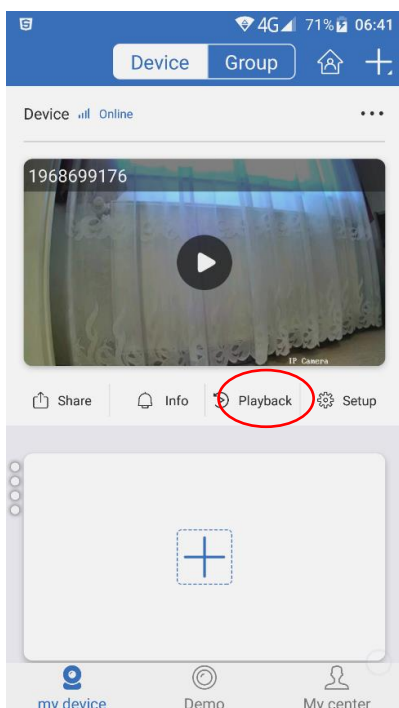 4G 71% 06:41
Device Group
Device Online
1968699176
IP Camera
Share Info Playback Setup
my device Demo My center